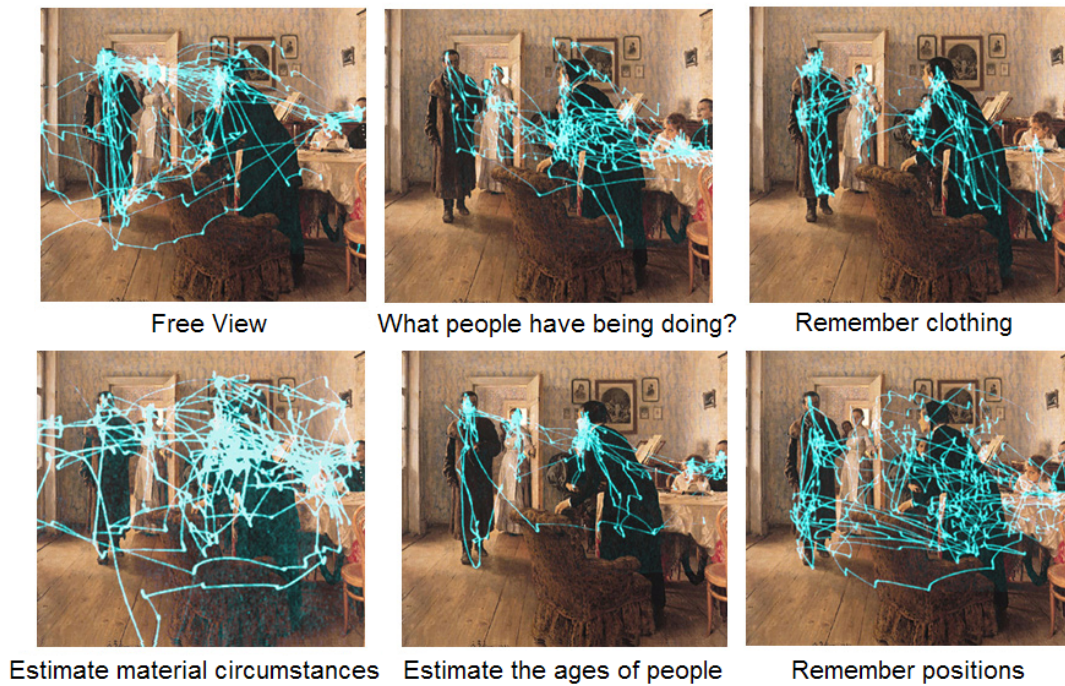 Free View
What people have being doing?
Remember clothing
Estimate material circumstances
Estimate the ages of people
Remember positions